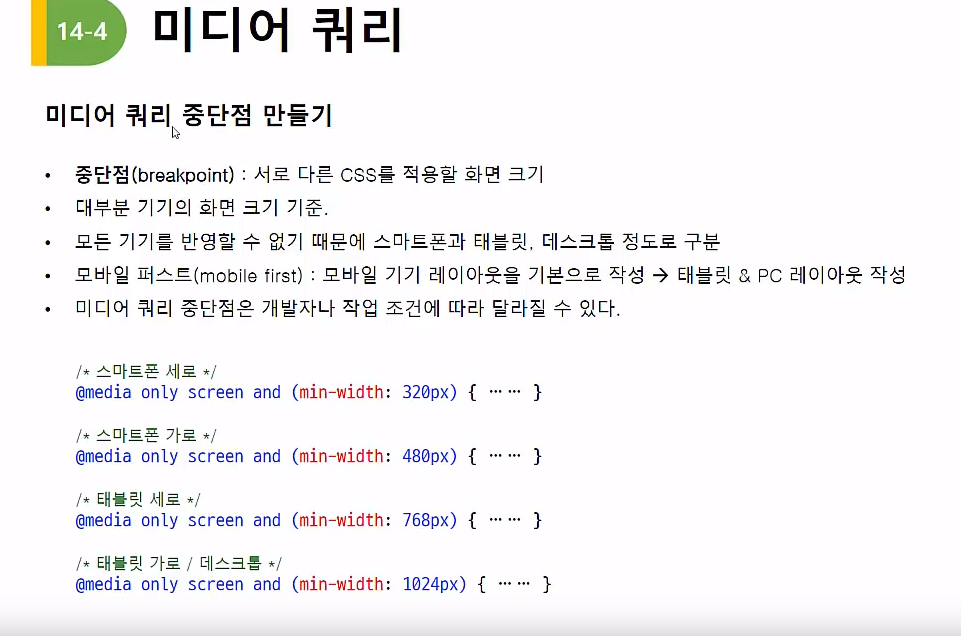 14-4 미디어 쿼리
미디어 쿼리 중단점 만들기
• 중단점(breakpoint) : 서로 다른 CSS를 적용할 화면 크기
• 대부분 기기의 화면 크기 기준.
• 모든 기기를 반영할 수 없기 때문에 스마트폰과 태블릿, 데스크톱 정도로 구분
• 모바일 퍼스트(mobile first) : 모바일 기기 레이아웃을 기본으로 작성 → 태블릿 & PC 레이아웃 작성
• 미디어 쿼리 중단점은 개발자나 작업 조건에 따라 달라질 수 있다.
/* 스마트폰 세로 */
@media only screen and (min-width: 320px) { …… }
/* 스마트폰 가로 */
@media only screen and (min-width: 480px) { …… }
/* 태블릿 세로 */
@media only screen and (min-width: 768px) { …… }
/* 태블릿 가로 / 데스크톱 */
@media only screen and (min-width: 1024px) { …… }